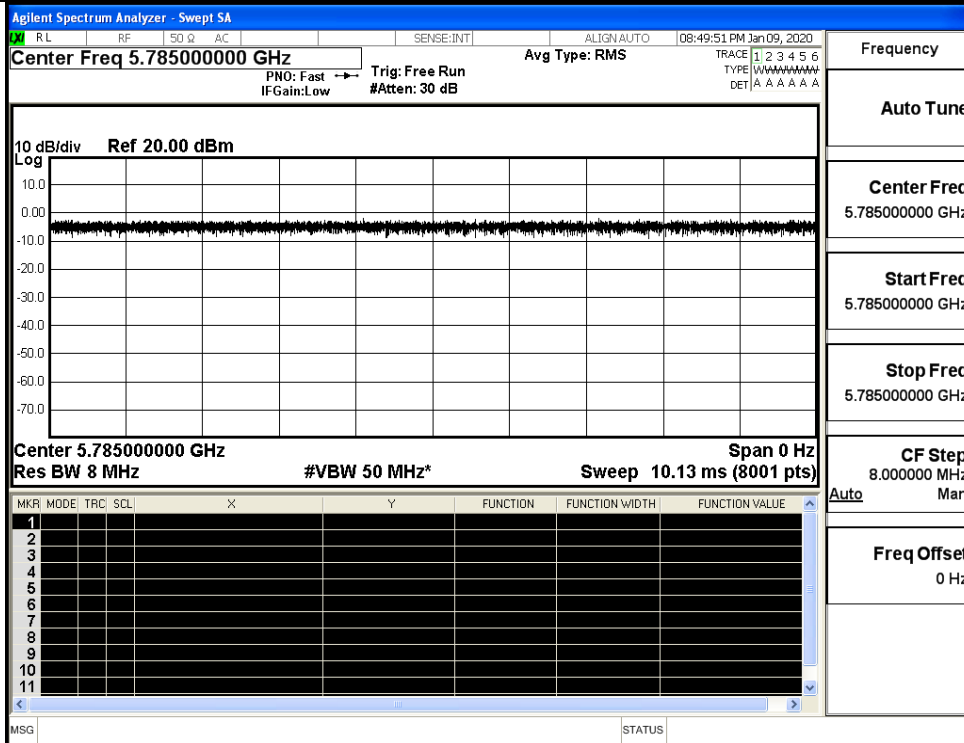 Agilent Spectrum Analyzer - Swept SA
LXI RL RF 50 Ω AC SENSE:INT ALIGN AUTO 08:49:51 PM Jan 09, 2020
Center Freq 5.785000000 GHz
PNO: Fast
IFGain:Low
Trig: Free Run
#Atten: 30 dB
Avg Type: RMS
TRACE 1 2 3 4 5 6
TYPE WWWWWW
DET A A A A A A
10 dB/div Ref 20.00 dBm
Log
10.0
0.00
-10.0
-20.0
-30.0
-40.0
-50.0
-60.0
-70.0
Center 5.785000000 GHz Span 0 Hz
Res BW 8 MHz #VBW 50 MHz* Sweep 10.13 ms (8001 pts)
MKR MODE TRC SCL X Y FUNCTION FUNCTION WIDTH FUNCTION VALUE
1
2
3
4
5
6
7
8
9
10
11
MSG STATUS
Frequency
Auto Tune
Center Freq
5.785000000 GHz
Start Freq
5.785000000 GHz
Stop Freq
5.785000000 GHz
CF Step
8.000000 MHz
Auto Man
Freq Offset
0 Hz